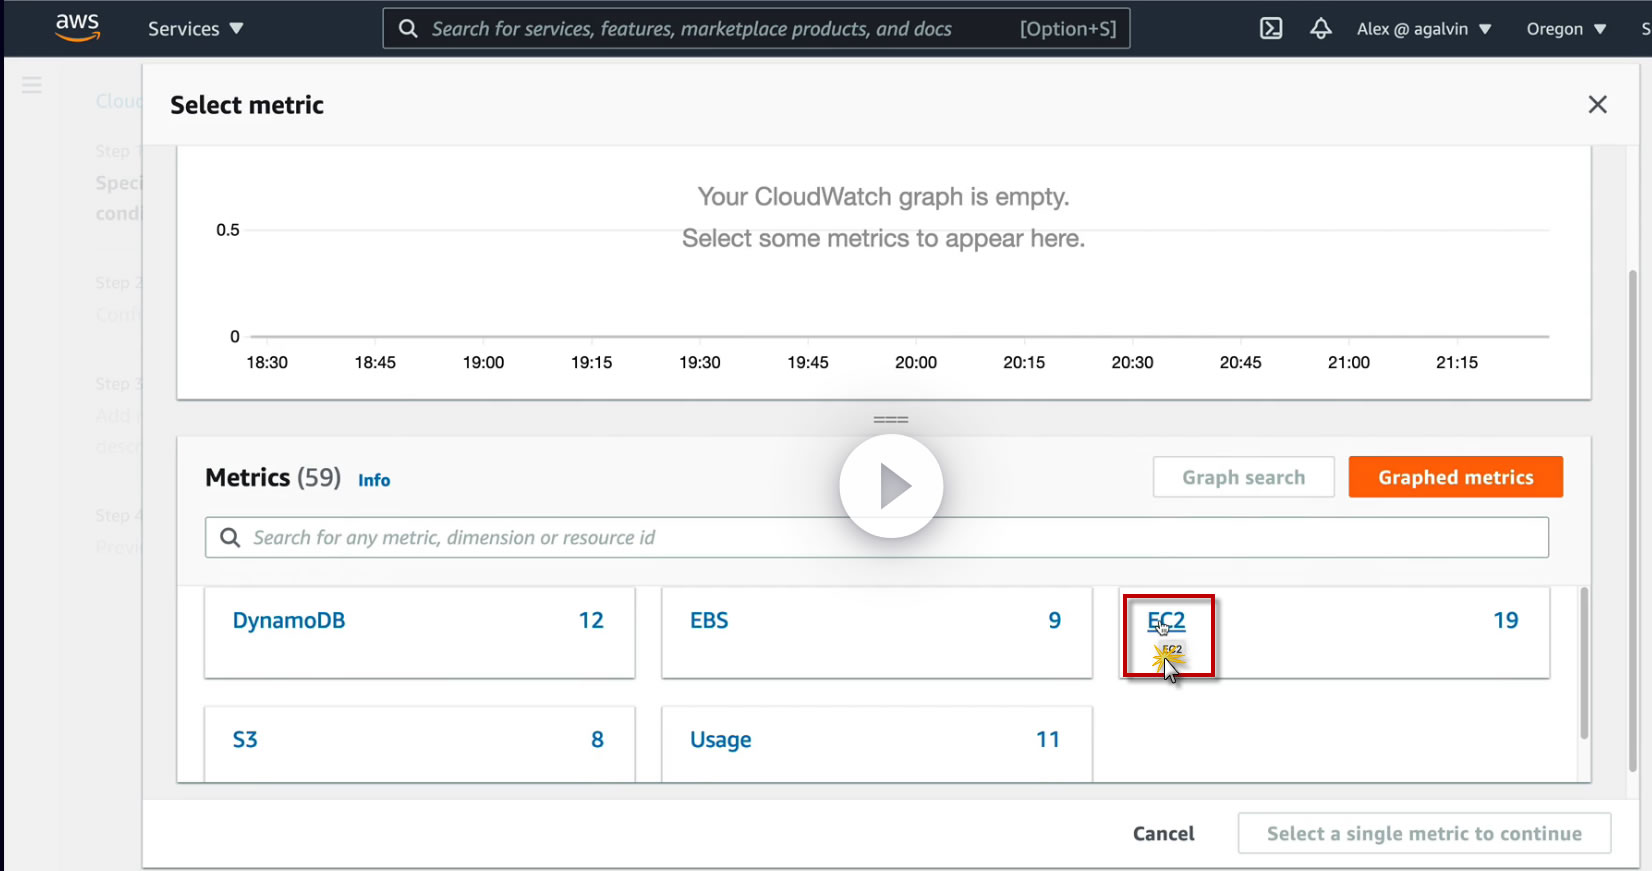 aws
Services
Search for services, features, marketplace products, and docs
[Option+S]
Alex @ agalvin
Oregon
S
Select metric
Your CloudWatch graph is empty.
Select some metrics to appear here.
0.5
0
18:30 18:45 19:00 19:15 19:30 19:45 20:00 20:15 20:30 20:45 21:00 21:15
Cloud
Step 1
Speci
condi
Step 2
Confi
Step 3
Add
descr
Step 4
Previ
===
Metrics (59) Info
Graph search
Graphed metrics
Search for any metric, dimension or resource id
DynamoDB 12
EBS 9
EC2 19
EC2
S3 8
Usage 11
Cancel
Select a single metric to continue